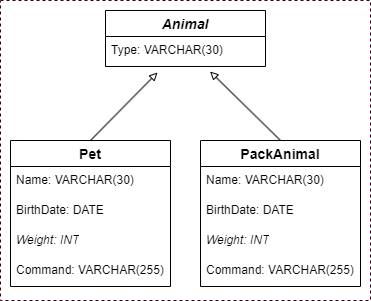 Animal
Type: VARCHAR(30)
Pet
Name: VARCHAR(30)
BirthDate: DATE
Weight: INT
Command: VARCHAR(255)
PackAnimal
Name: VARCHAR(30)
BirthDate: DATE
Weight: INT
Command: VARCHAR(255)